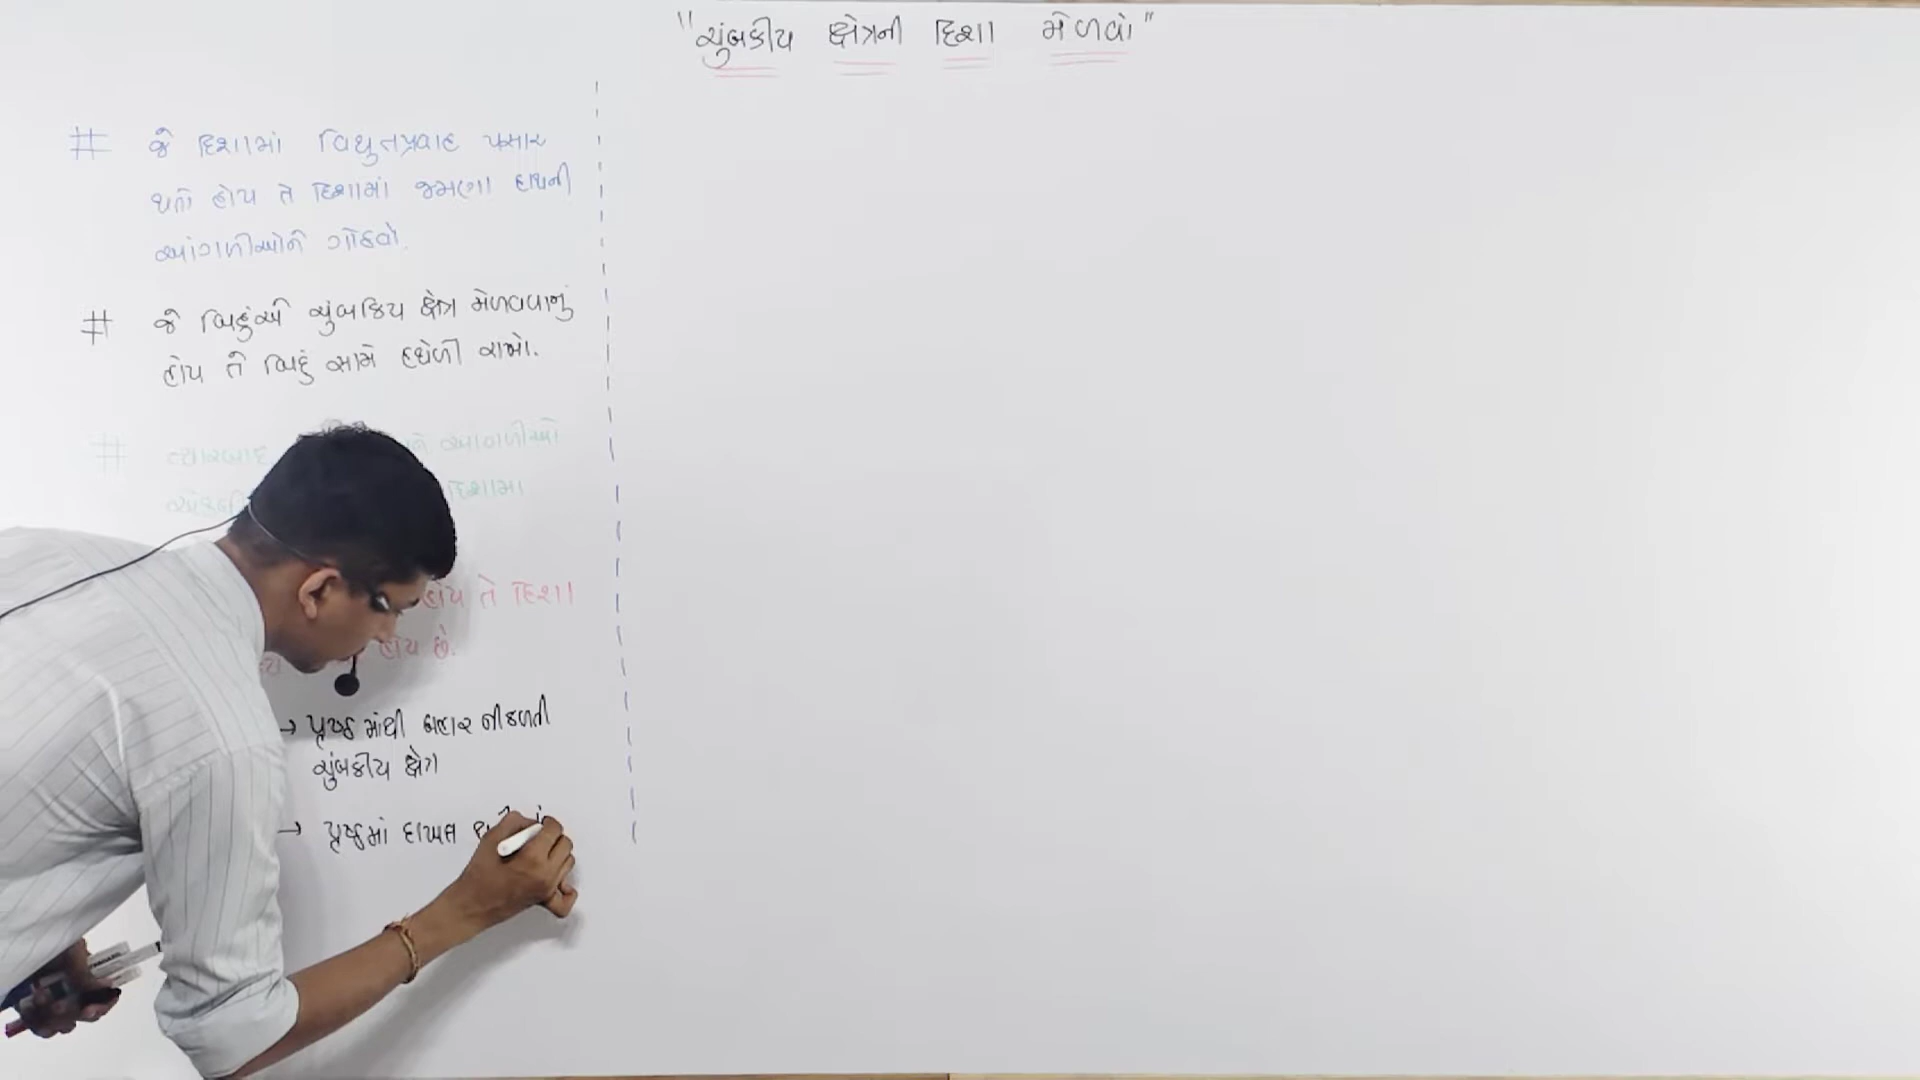 "ચુંબકીય ક્ષેત્રની દિશા મેળવો"
# જે દિશામાં વિદ્યુતપ્રવાહ પસાર
થતો હોય તે દિશામાં જમણા હાથની
આંગળીઓને ગોઠવો.
# જે બિંદુંએ ચુંબકિય ક્ષેત્ર મેળવવાનું
હોય તે બિંદું સામે હથેળી રાખો.
# ત્યારબાદ આંગળીઓ
દિશામાં
હોય તે દિશા
હોય છે.
→ પૃષ્ઠમાંથી બહાર નીકળતી
ચુંબકીય ક્ષેત્ર
→ પૃષ્ઠમાં દાખલ